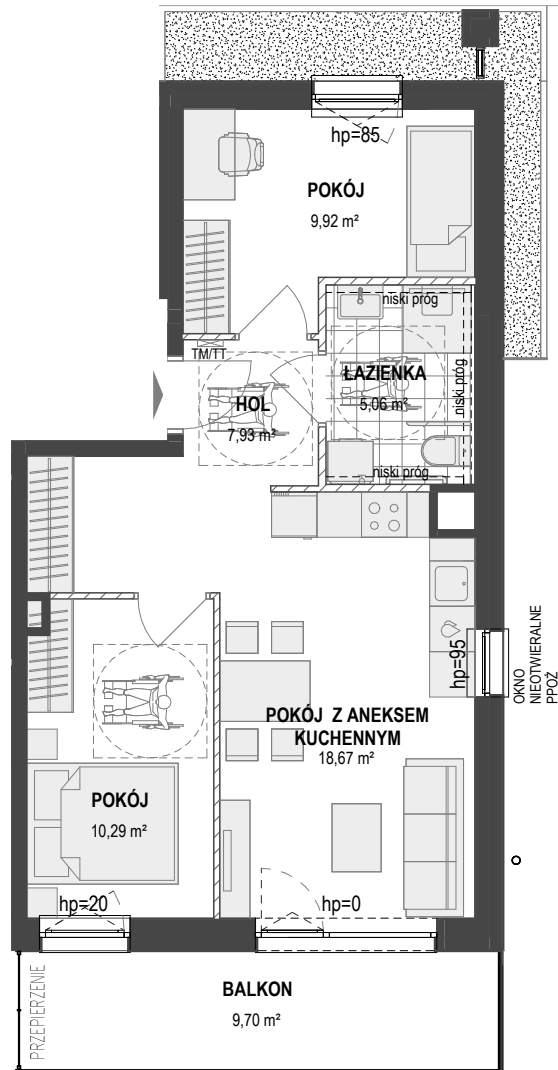 hp=85
POKÓJ
9,92 m²
niski próg
TM/TT
ŁAZIENKA
5,06 m²
niski próg
HOL
7,93 m²
niski próg
hp=95
OKNO
NIEOTWIERALNE
PPOŻ
POKÓJ Z ANEKSEM
KUCHENNYM
18,67 m²
POKÓJ
10,29 m²
hp=20
hp=0
PRZEPIERZENIE
BALKON
9,70 m²